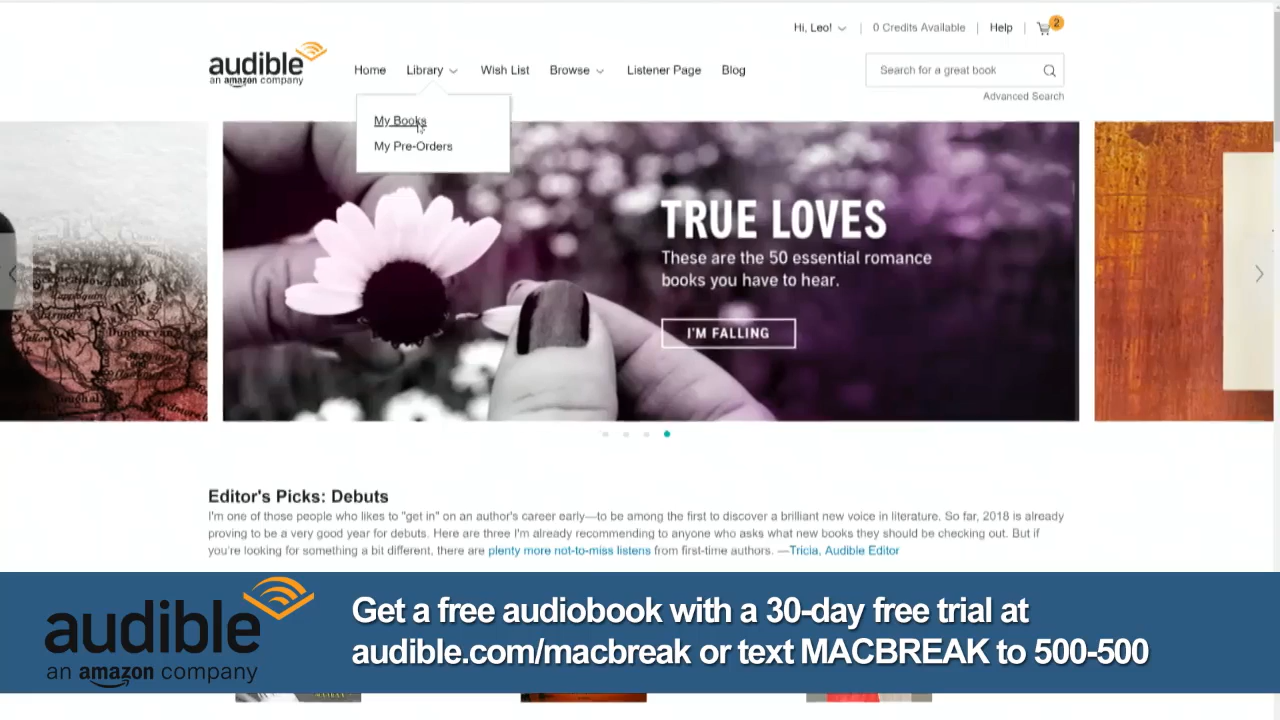 Hi, Leo!
0 Credits Available
Help
2
audible
an amazon company
Home
Library
Wish List
Browse
Listener Page
Blog
Search for a great book
Advanced Search
My Books
My Pre-Orders
TRUE LOVES
These are the 50 essential romance
books you have to hear.
I'M FALLING
Dungarvan
Editor's Picks: Debuts
I'm one of those people who likes to "get in" on an author's career early—to be among the first to discover a brilliant new voice in literature. So far, 2018 is already
proving to be a very good year for debuts. Here are three I'm already recommending to anyone who asks what new books they should be checking out. But if
you're looking for something a bit different, there are plenty more not-to-miss listens from first-time authors. —Tricia, Audible Editor
audible
an amazon company
Get a free audiobook with a 30-day free trial at
audible.com/macbreak or text MACBREAK to 500-500